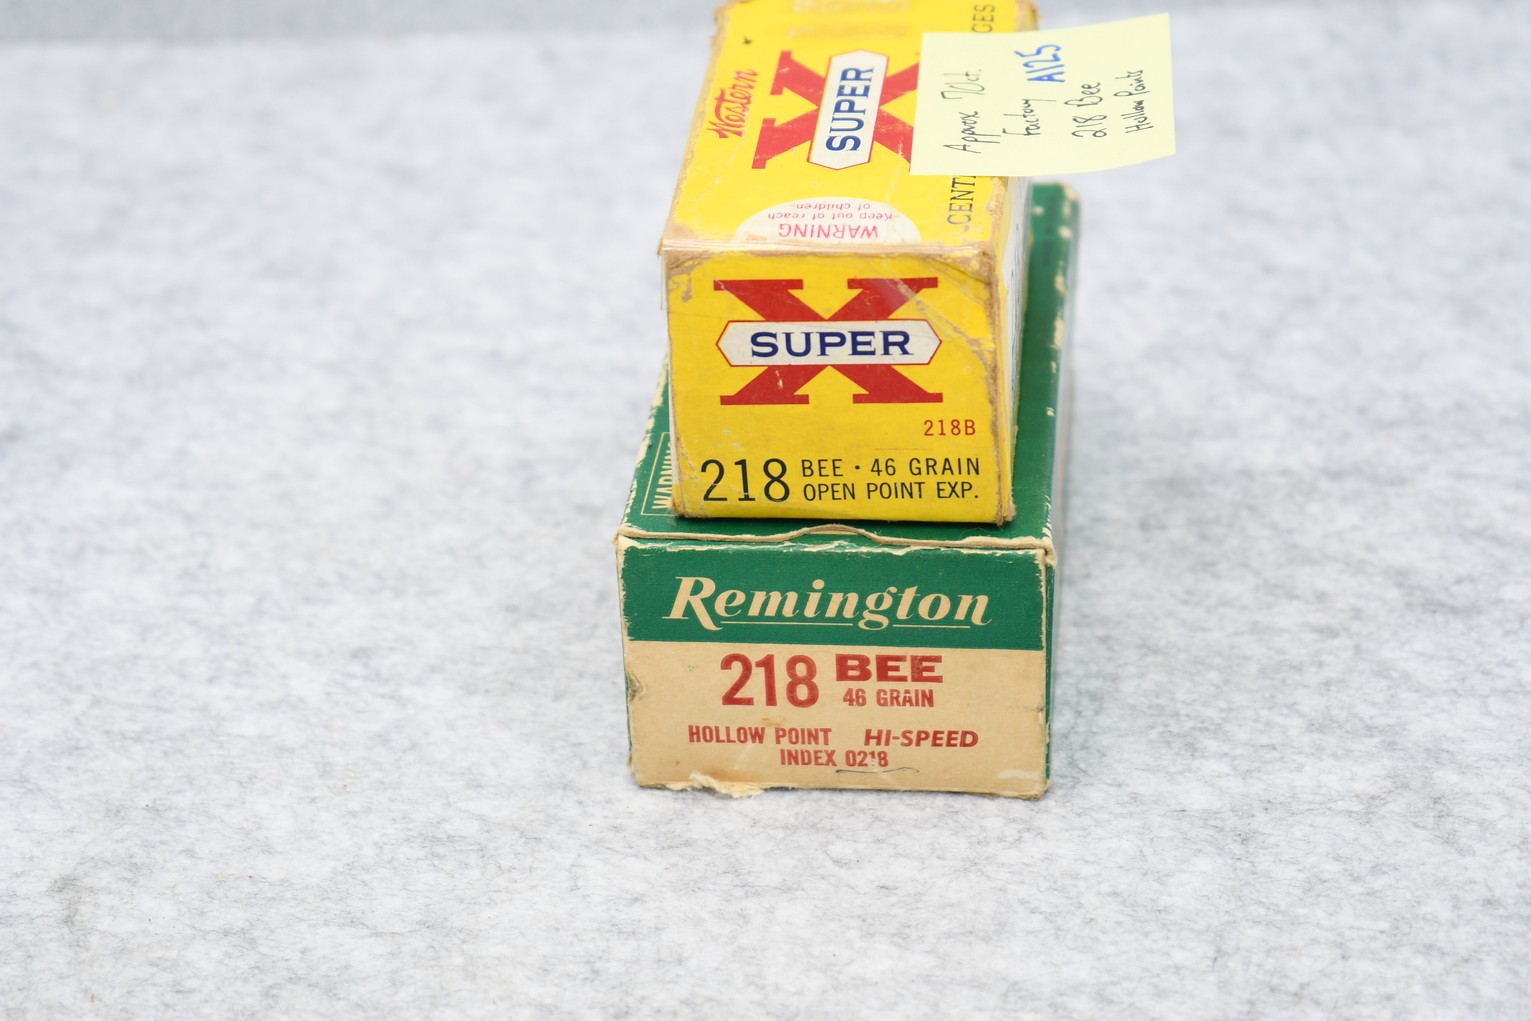 Western
SUPER X
CENT
GES
WARNING
-Keep out of reach
of children-
Approx 70 ct.
Factory A125
218 Bee
Hollow Points
SUPER X
218B
218 BEE · 46 GRAIN
OPEN POINT EXP.
Remington
218 BEE
46 GRAIN
HOLLOW POINT HI-SPEED
INDEX 0218